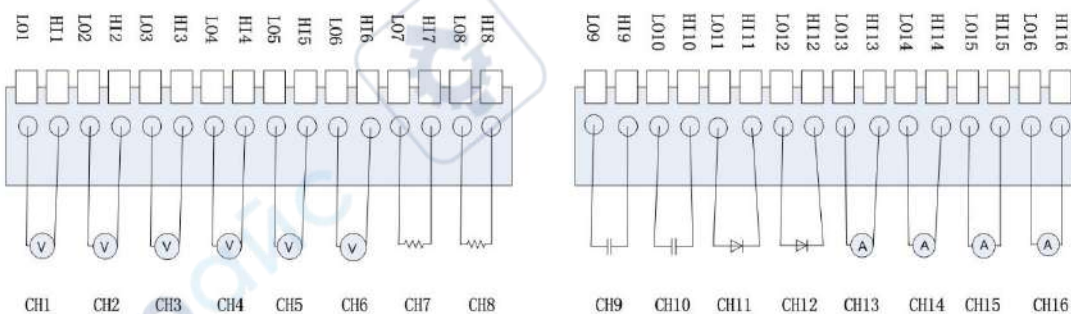 LO1 HI1 LO2 HI2 LO3 HI3 LO4 HI4 LO5 HI5 LO6 HI6 LO7 HI7 LO8 HI8
LO9 HI9 LO10 HI10 LO11 HI11 LO12 HI12 LO13 HI13 LO14 HI14 LO15 HI15 LO16 HI16
V V V V V V
A A A A
CH1 CH2 CH3 CH4 CH5 CH6 CH7 CH8
CH9 CH10 CH11 CH12 CH13 CH14 CH15 CH16